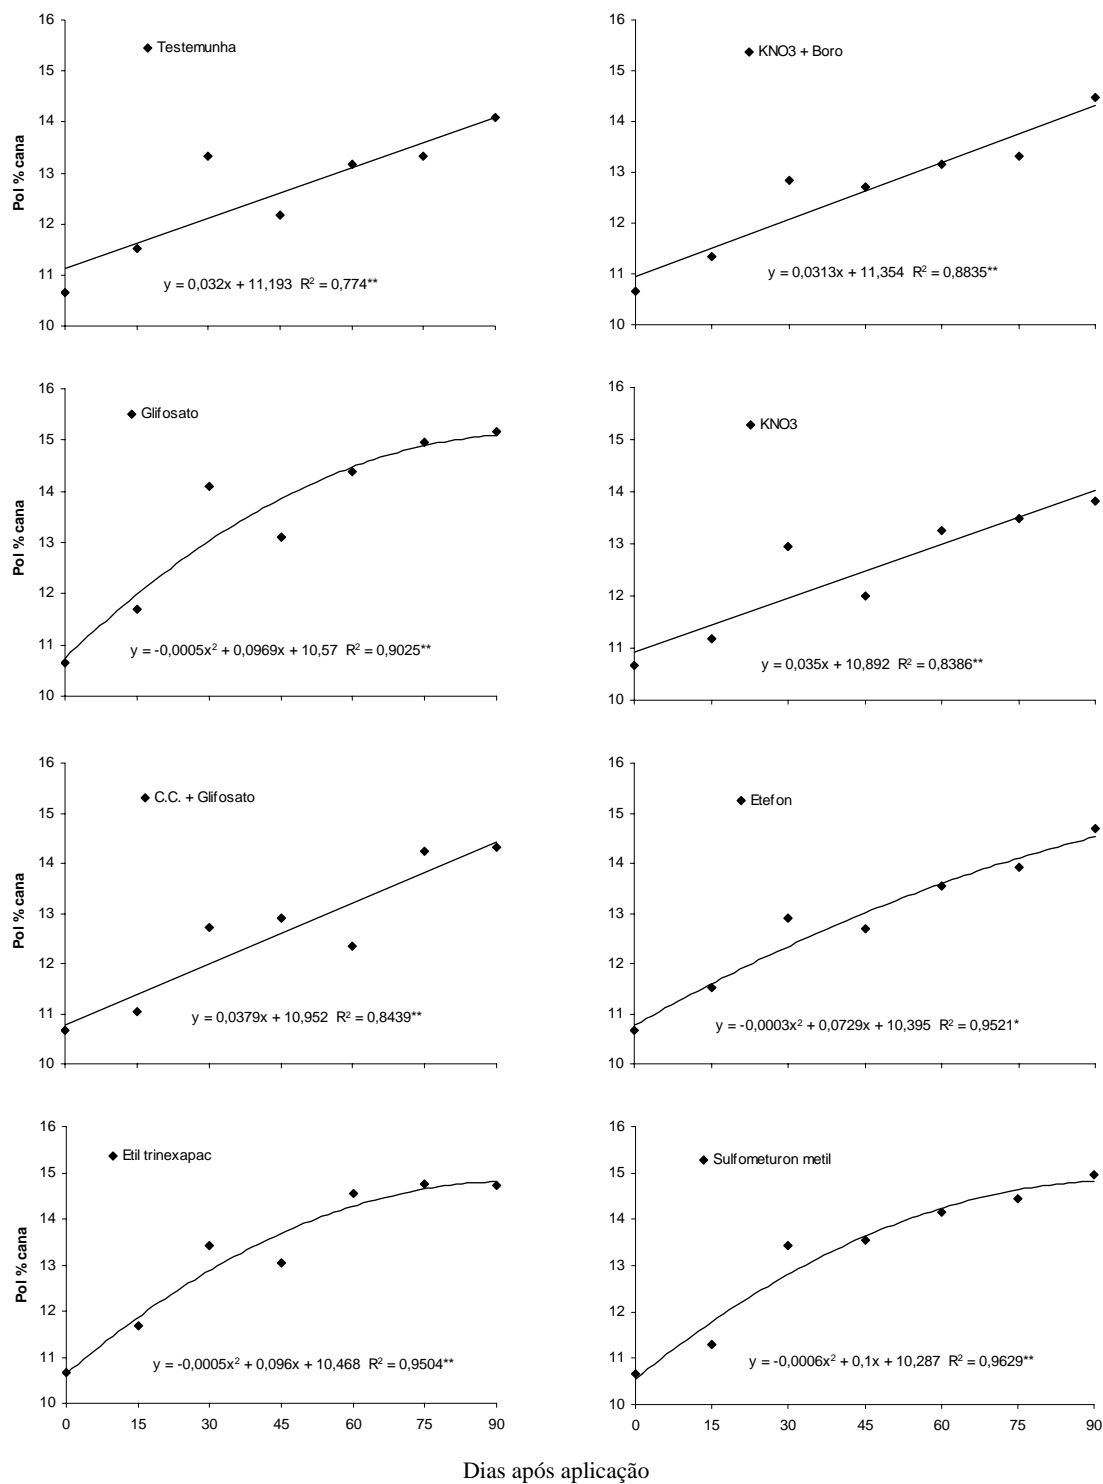 16
15
14
13
12
11
10
Pol % cana
Testemunha
y = 0,032x + 11,193 R² = 0,774**
16
15
14
13
12
11
10
KNO3 + Boro
y = 0,0313x + 11,354 R² = 0,8835**
16
15
14
13
12
11
10
Pol % cana
Glifosato
y = -0,0005x² + 0,0969x + 10,57 R² = 0,9025**
16
15
14
13
12
11
10
KNO3
y = 0,035x + 10,892 R² = 0,8386**
16
15
14
13
12
11
10
Pol % cana
C.C. + Glifosato
y = 0,0379x + 10,952 R² = 0,8439**
16
15
14
13
12
11
10
Etefon
y = -0,0003x² + 0,0729x + 10,395 R² = 0,9521*
16
15
14
13
12
11
10
Pol % cana
Etil trinexapac
y = -0,0005x² + 0,096x + 10,468 R² = 0,9504**
0 15 30 45 60 75 90
16
15
14
13
12
11
10
Sulfometuron metil
y = -0,0006x² + 0,1x + 10,287 R² = 0,9629**
0 15 30 45 60 75 90
Dias após aplicação